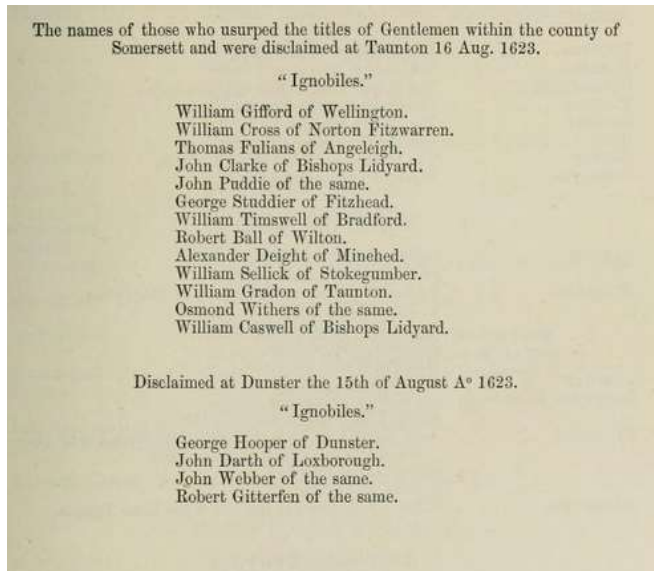 The names of those who usurped the titles of Gentlemen within the county of
Somersett and were disclaimed at Taunton 16 Aug. 1623.
"Ignobiles."
William Gifford of Wellington.
William Cross of Norton Fitzwarren.
Thomas Fulians of Angeleigh.
John Clarke of Bishops Lidyard.
John Puddie of the same.
George Studdier of Fitzhead.
William Timswell of Bradford.
Robert Ball of Wilton.
Alexander Deight of Minehed.
William Sellick of Stokegumber.
William Gradon of Taunton.
Osmond Withers of the same.
William Caswell of Bishops Lidyard.
Disclaimed at Dunster the 15th of August Aº 1623.
"Ignobiles."
George Hooper of Dunster.
John Darth of Loxborough.
John Webber of the same.
Robert Gitterfen of the same.